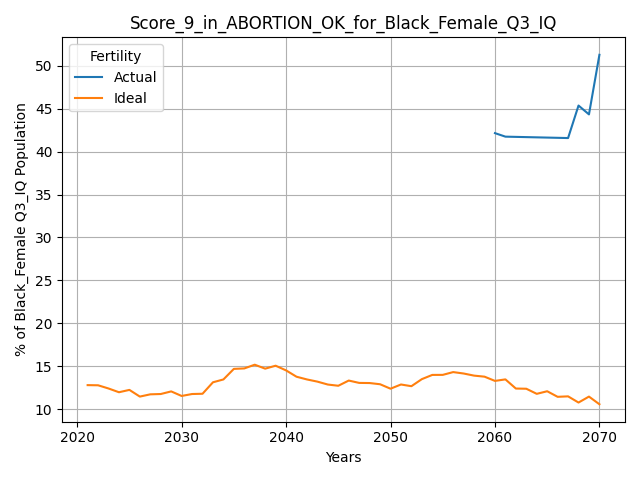 Score_9_in_ABORTION_OK_for_Black_Female_Q3_IQ
Fertility
Actual
Ideal
% of Black_Female Q3_IQ Population
50
45
40
35
30
25
20
15
10
2020
2030
2040
2050
2060
2070
Years